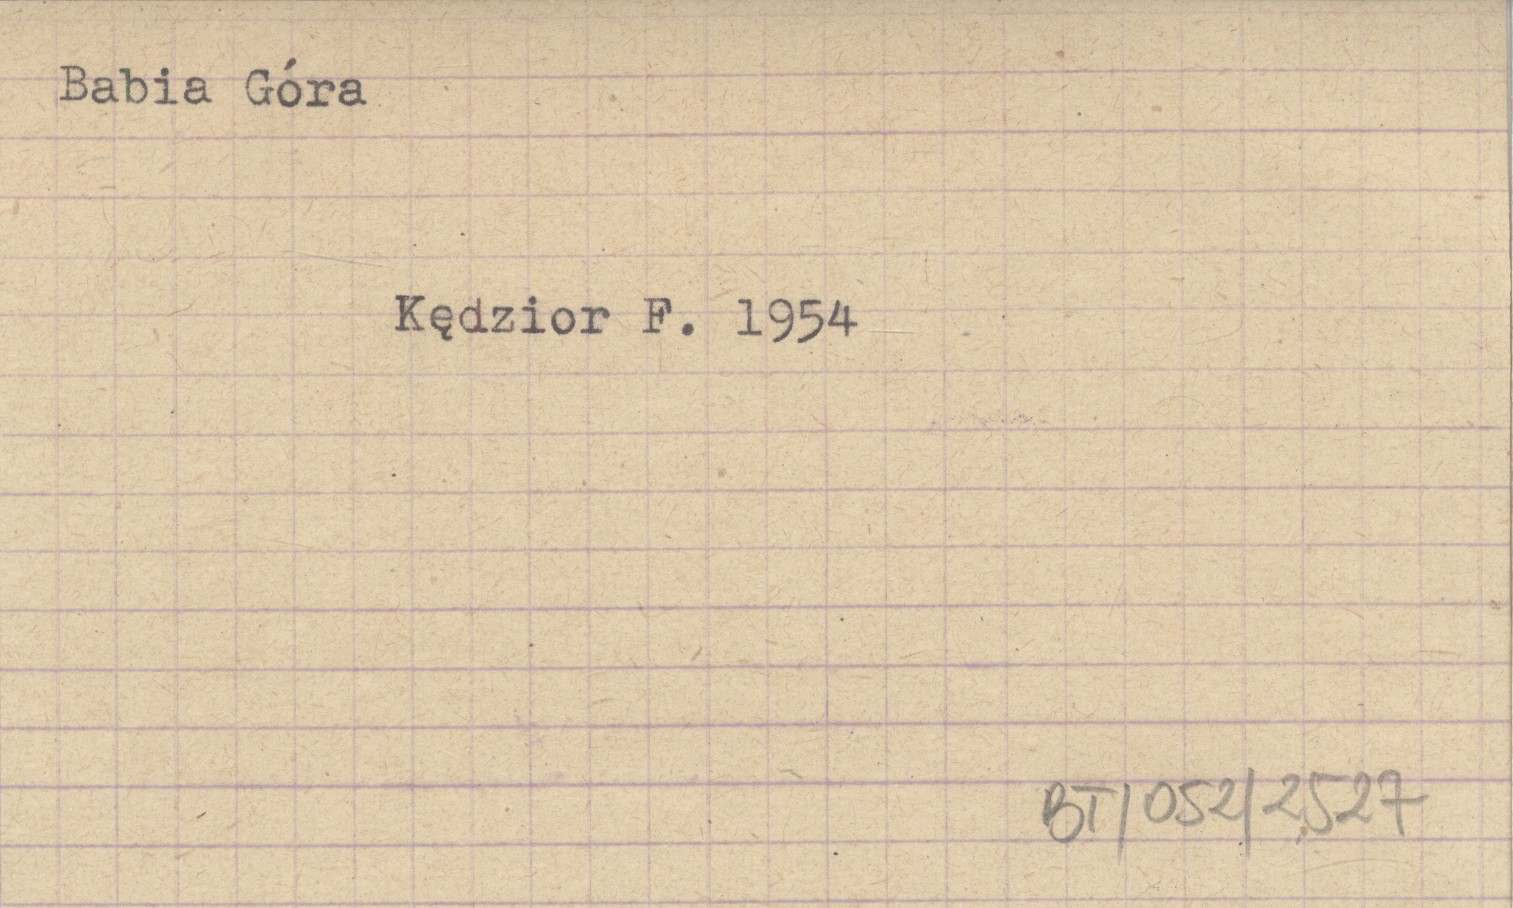 Babia Góra
Kędzior F. 1954
BT/052/2527